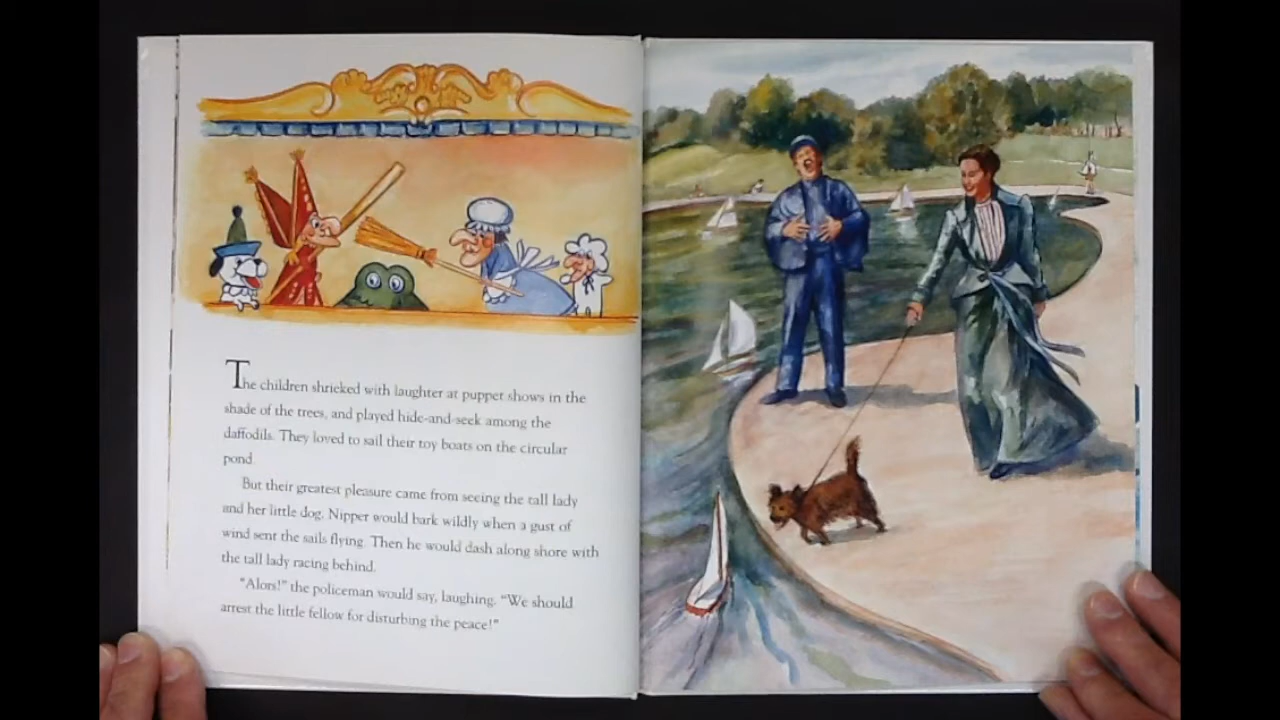 The children shrieked with laughter at puppet shows in the
shade of the trees, and played hide-and-seek among the
daffodils. They loved to sail their toy boats on the circular
pond.
But their greatest pleasure came from seeing the tall lady
and her little dog. Nipper would bark wildly when a gust of
wind sent the sails flying. Then he would dash along shore with
the tall lady racing behind.
"Alors!" the policeman would say, laughing. "We should
arrest the little fellow for disturbing the peace!"